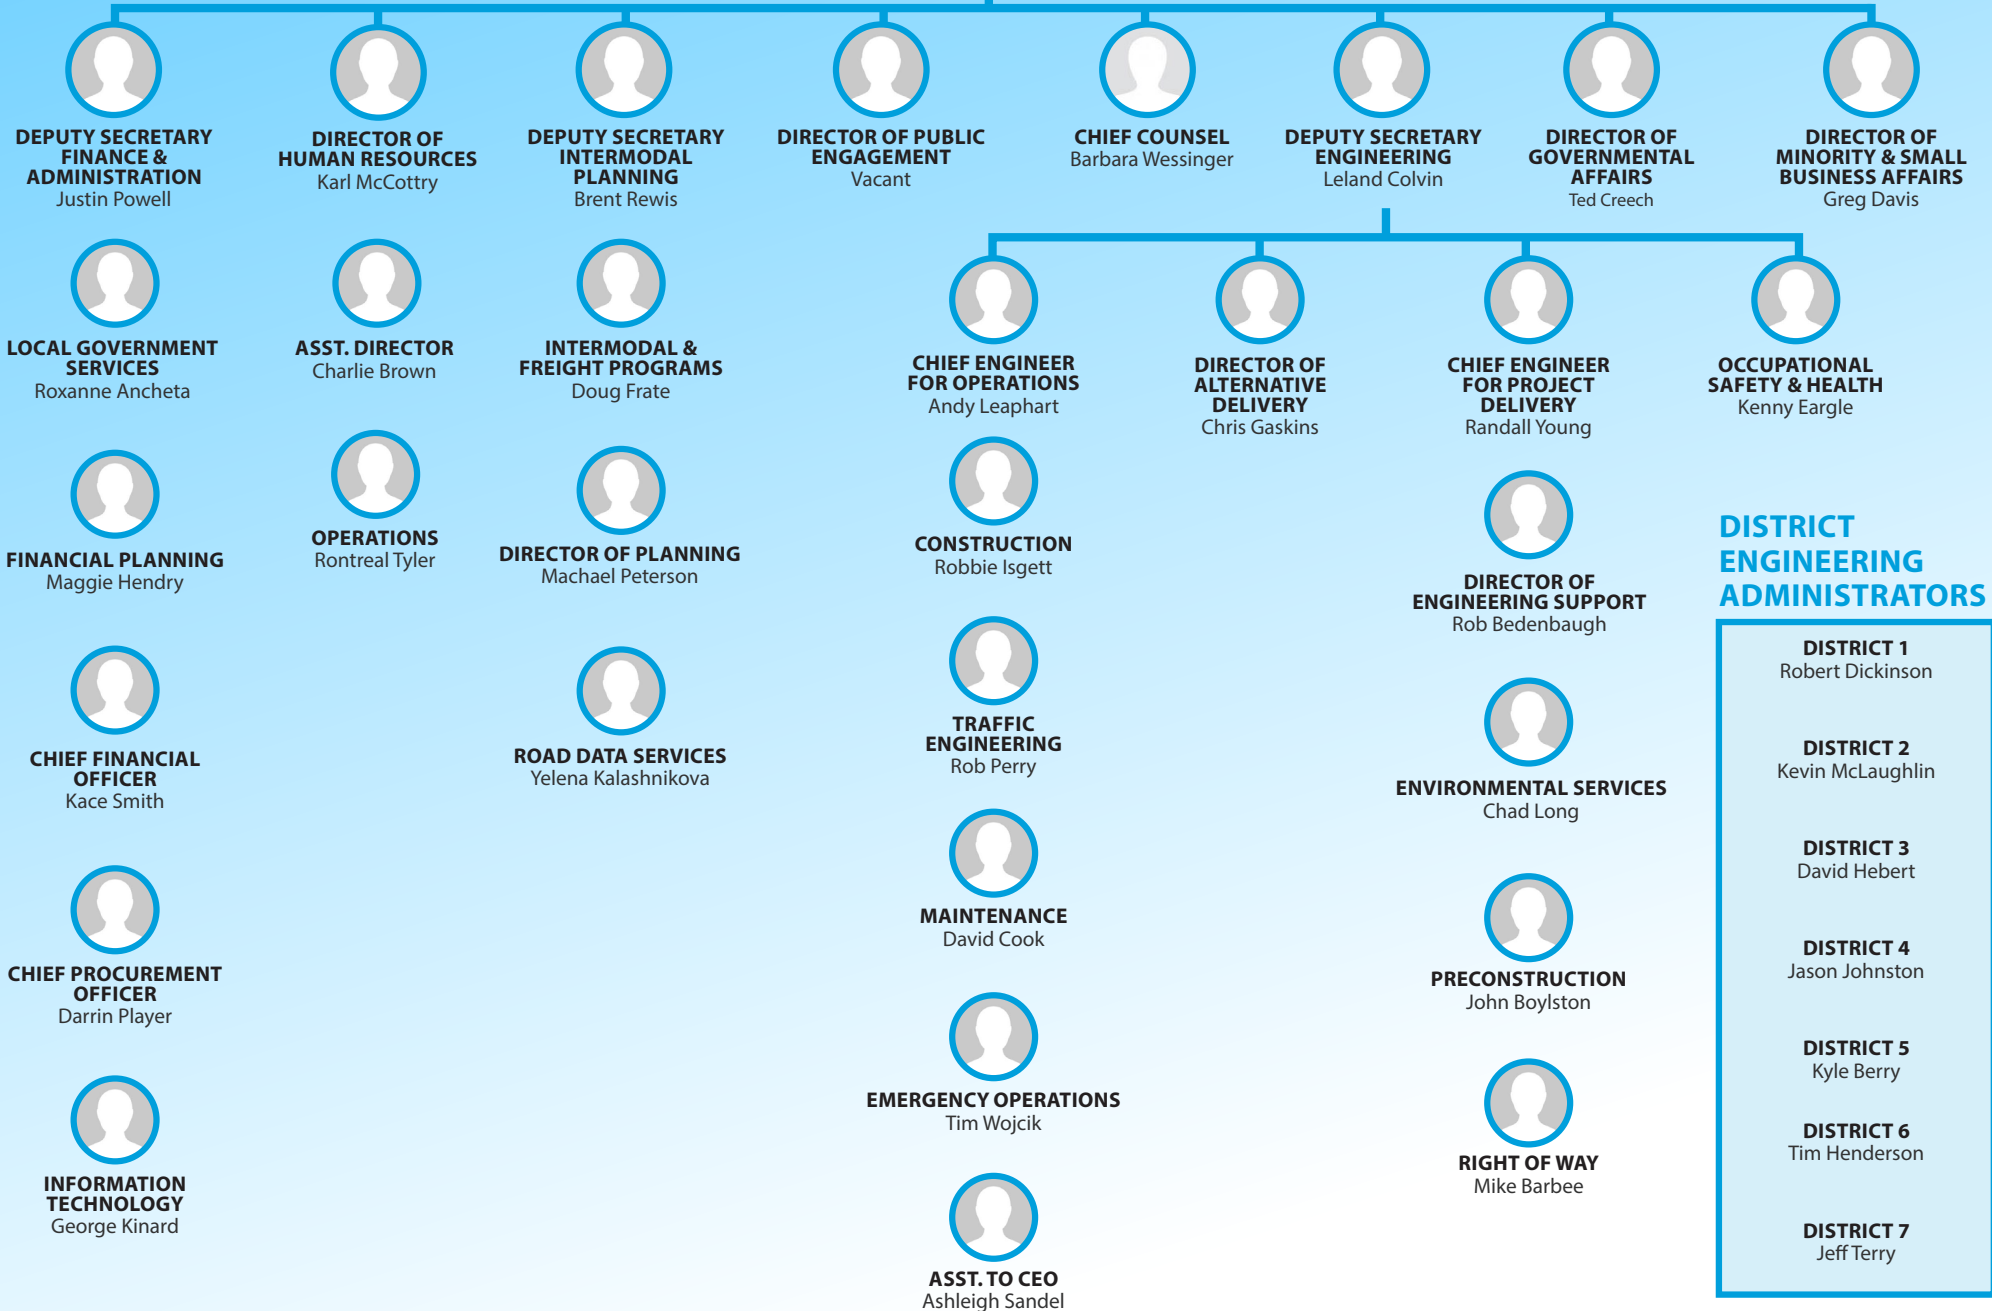 DEPUTY SECRETARY
FINANCE &
ADMINISTRATION
Justin Powell
DIRECTOR OF
HUMAN RESOURCES
Karl McCottry
DEPUTY SECRETARY
INTERMODAL
PLANNING
Brent Rewis
DIRECTOR OF PUBLIC
ENGAGEMENT
Vacant
CHIEF COUNSEL
Barbara Wessinger
DEPUTY SECRETARY
ENGINEERING
Leland Colvin
DIRECTOR OF
GOVERNMENTAL
AFFAIRS
Ted Creech
DIRECTOR OF
MINORITY & SMALL
BUSINESS AFFAIRS
Greg Davis
LOCAL GOVERNMENT
SERVICES
Roxanne Ancheta
FINANCIAL PLANNING
Maggie Hendry
CHIEF FINANCIAL
OFFICER
Kace Smith
CHIEF PROCUREMENT
OFFICER
Darrin Player
INFORMATION
TECHNOLOGY
George Kinard
ASST. DIRECTOR
Charlie Brown
OPERATIONS
Rontreal Tyler
INTERMODAL &
FREIGHT PROGRAMS
Doug Frate
DIRECTOR OF PLANNING
Machael Peterson
ROAD DATA SERVICES
Yelena Kalashnikova
CHIEF ENGINEER
FOR OPERATIONS
Andy Leaphart
CONSTRUCTION
Robbie Isgett
TRAFFIC
ENGINEERING
Rob Perry
MAINTENANCE
David Cook
EMERGENCY OPERATIONS
Tim Wojcik
ASST. TO CEO
Ashleigh Sandel
DIRECTOR OF
ALTERNATIVE
DELIVERY
Chris Gaskins
CHIEF ENGINEER
FOR PROJECT
DELIVERY
Randall Young
DIRECTOR OF
ENGINEERING SUPPORT
Rob Bedenbaugh
ENVIRONMENTAL SERVICES
Chad Long
PRECONSTRUCTION
John Boylston
RIGHT OF WAY
Mike Barbee
OCCUPATIONAL
SAFETY & HEALTH
Kenny Eargle
DISTRICT
ENGINEERING
ADMINISTRATORS
DISTRICT 1
Robert Dickinson
DISTRICT 2
Kevin McLaughlin
DISTRICT 3
David Hebert
DISTRICT 4
Jason Johnston
DISTRICT 5
Kyle Berry
DISTRICT 6
Tim Henderson
DISTRICT 7
Jeff Terry